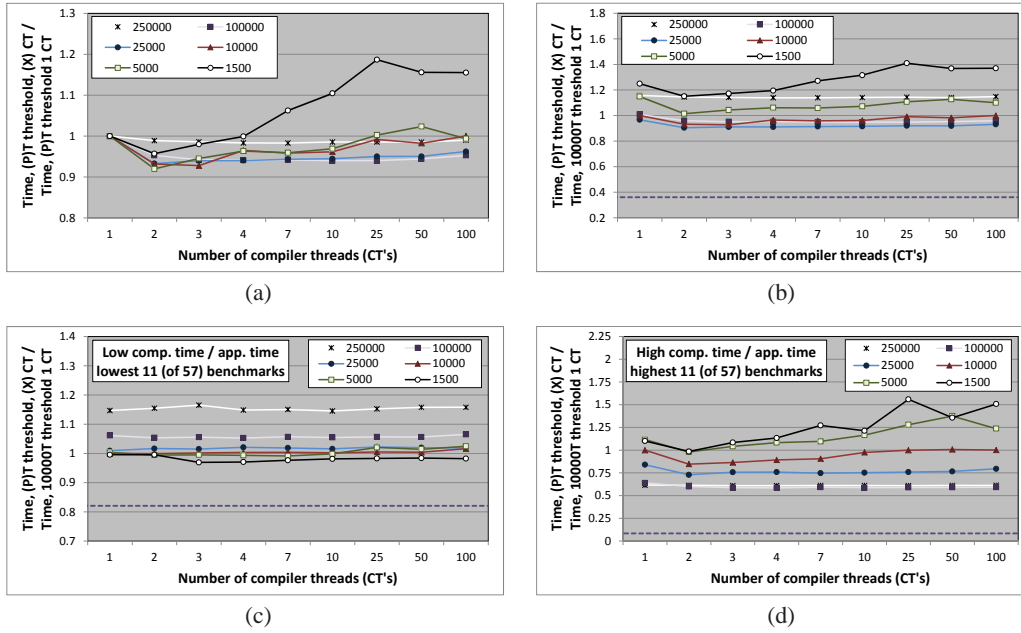 Time, (P)T threshold, (X) CT /
Time, (P)T threshold 1 CT
1.3
1.2
1.1
1
0.9
0.8
250000
100000
25000
10000
5000
1500
1 2 3 4 7 10 25 50 100
Number of compiler threads (CT's)
(a)
Time, (P)T threshold, (X) CT /
Time, 10000T threshold 1 CT
1.8
1.6
1.4
1.2
1
0.8
0.6
0.4
0.2
250000
100000
25000
10000
5000
1500
1 2 3 4 7 10 25 50 100
Number of compiler threads (CT's)
(b)
Time, (P)T threshold, (X) CT /
Time, 10000T threshold 1 CT
1.4
1.3
1.2
1.1
1
0.9
0.8
0.7
Low comp. time / app. time
lowest 11 (of 57) benchmarks
250000
100000
25000
10000
5000
1500
1 2 3 4 7 10 25 50 100
Number of compiler threads (CT's)
(c)
Time, (P)T threshold, (X) CT /
Time, 10000T threshold 1 CT
2.25
2
1.75
1.5
1.25
1
0.75
0.5
0.25
0
High comp. time / app. time
highest 11 (of 57) benchmarks
250000
100000
25000
10000
5000
1500
1 2 3 4 7 10 25 50 100
Number of compiler threads (CT's)
(d)